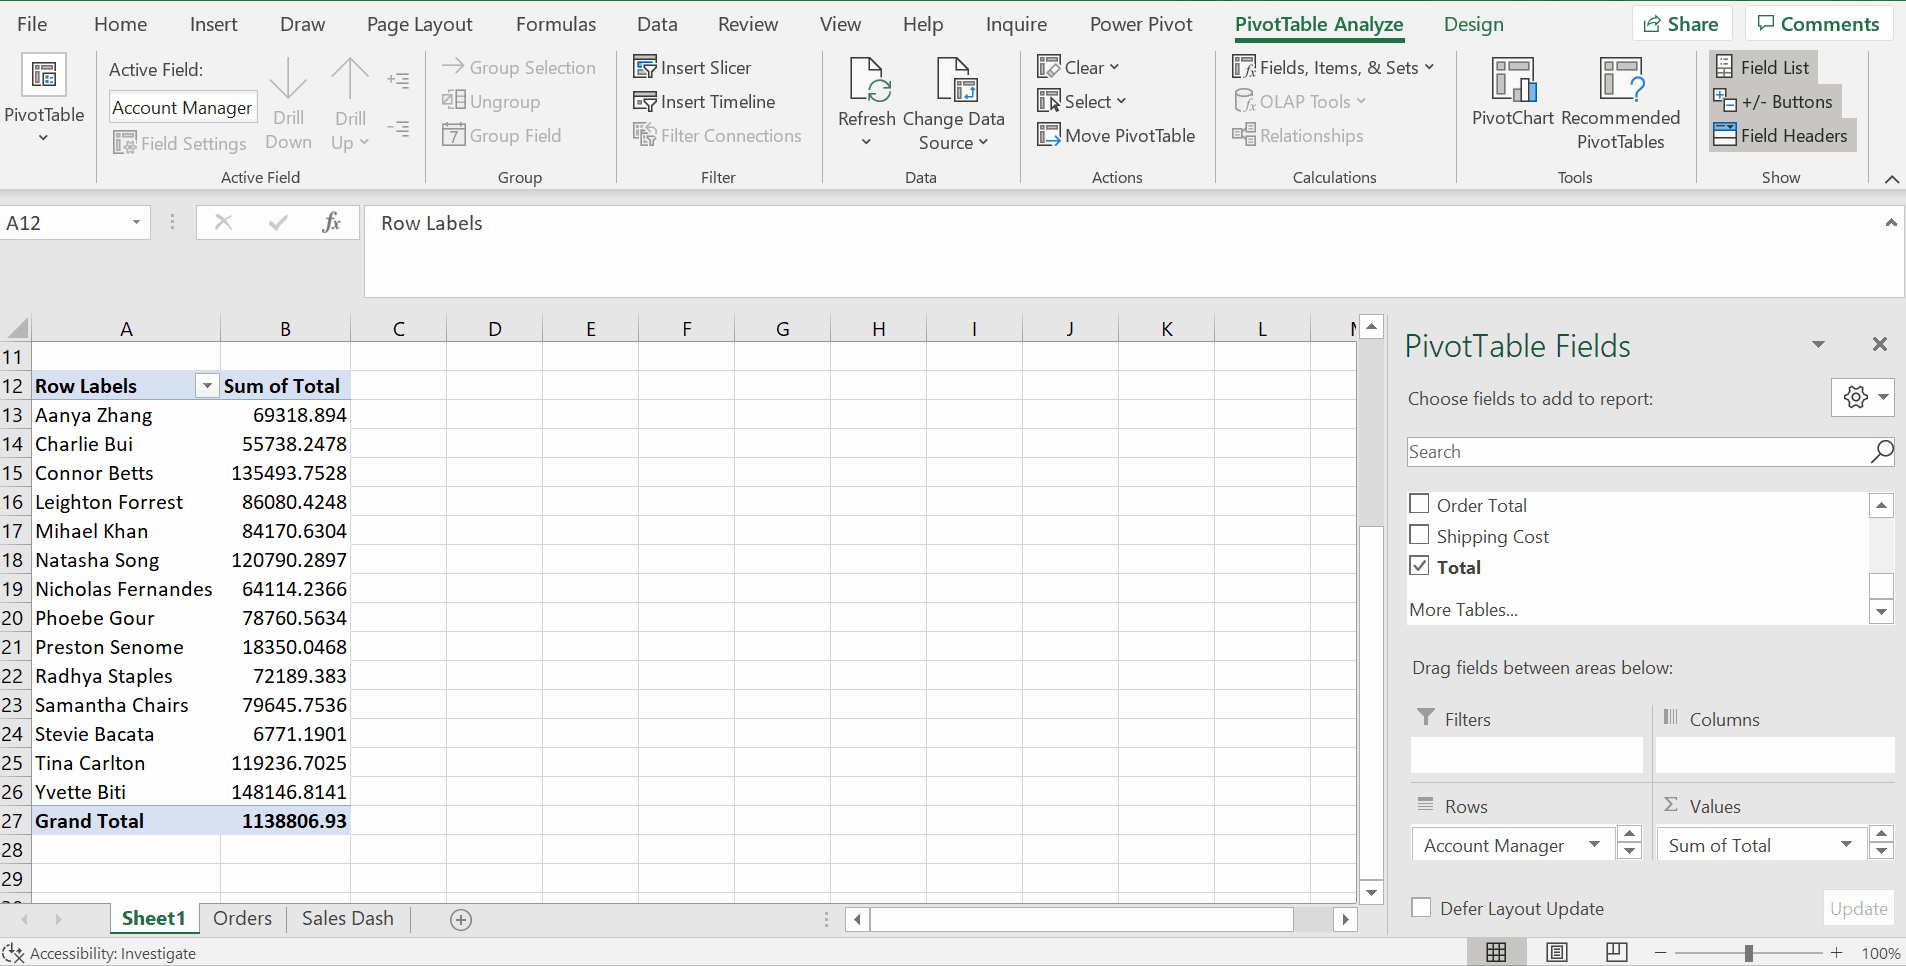 File Home Insert Draw Page Layout Formulas Data Review View Help Inquire Power Pivot PivotTable Analyze Design Share Comments
PivotTable
Active Field:
Account Manager
Field Settings
Drill Down
Drill Up
Active Field
Group Selection
Ungroup
7 Group Field
Group
Insert Slicer
Insert Timeline
Filter Connections
Filter
Refresh
Change Data Source
Data
Clear
Select
Move PivotTable
Actions
fx Fields, Items, & Sets
fx OLAP Tools
Relationships
Calculations
PivotChart
? Recommended PivotTables
Tools
Field List
+/- Buttons
Field Headers
Show
A12 fx Row Labels
A B C D E F G H I J K L
11
12 Row Labels Sum of Total
13 Aanya Zhang 69318.894
14 Charlie Bui 55738.2478
15 Connor Betts 135493.7528
16 Leighton Forrest 86080.4248
17 Mihael Khan 84170.6304
18 Natasha Song 120790.2897
19 Nicholas Fernandes 64114.2366
20 Phoebe Gour 78760.5634
21 Preston Senome 18350.0468
22 Radhya Staples 72189.383
23 Samantha Chairs 79645.7536
24 Stevie Bacata 6771.1901
25 Tina Carlton 119236.7025
26 Yvette Biti 148146.8141
27 Grand Total 1138806.93
28
29
PivotTable Fields
Choose fields to add to report:
Search
Order Total
Shipping Cost
Total
More Tables...
Drag fields between areas below:
Filters
Columns
Rows
Σ Values
Account Manager
Sum of Total
Defer Layout Update
Update
Sheet1 Orders Sales Dash
Accessibility: Investigate
100%